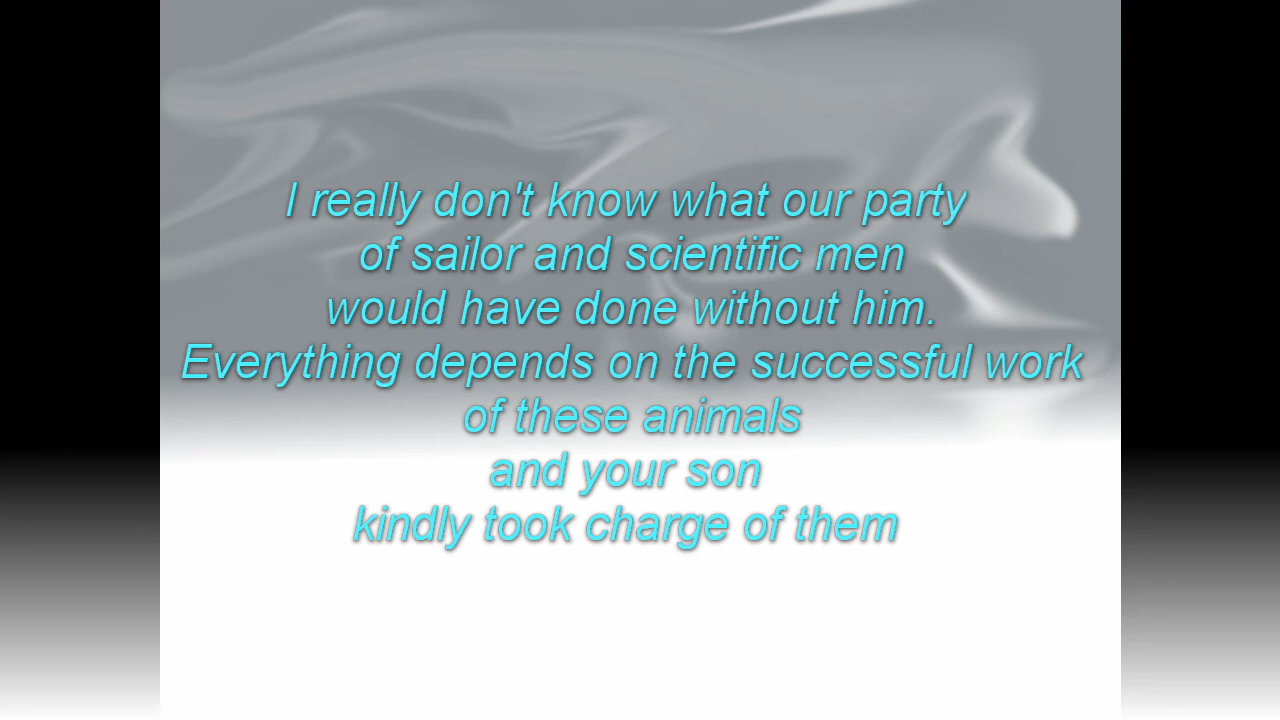 I really don't know what our party
of sailor and scientific men
would have done without him.
Everything depends on the successful work
of these animals
and your son
kindly took charge of them